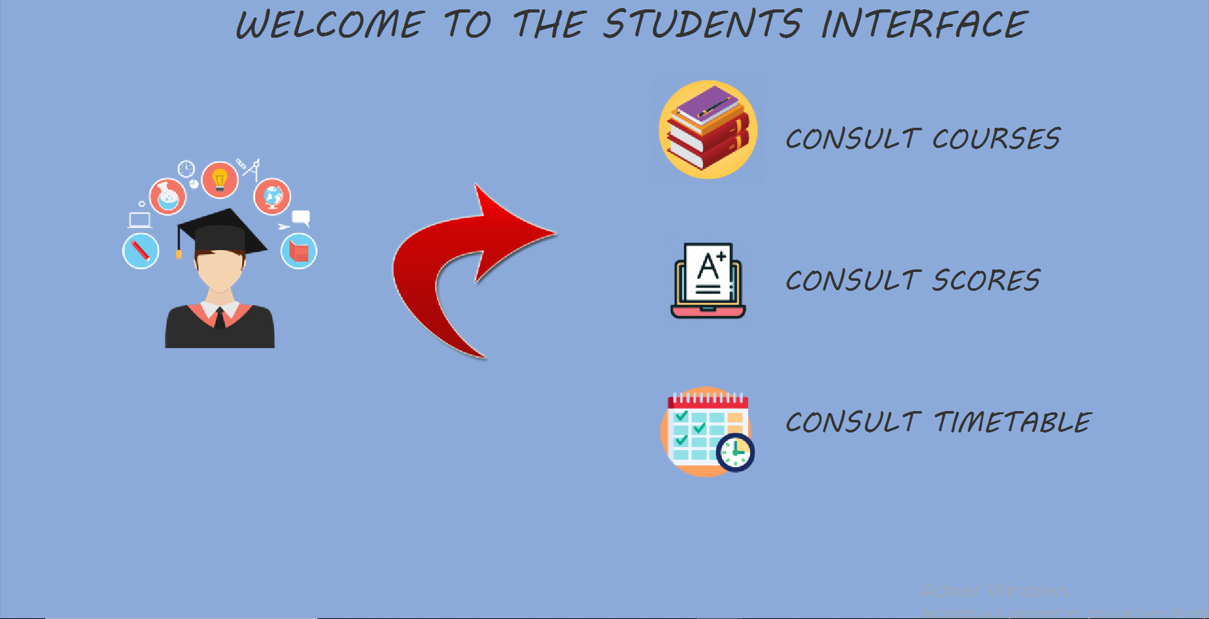 WELCOME TO THE STUDENTS INTERFACE
CONSULT COURSES
A+
CONSULT SCORES
CONSULT TIMETABLE